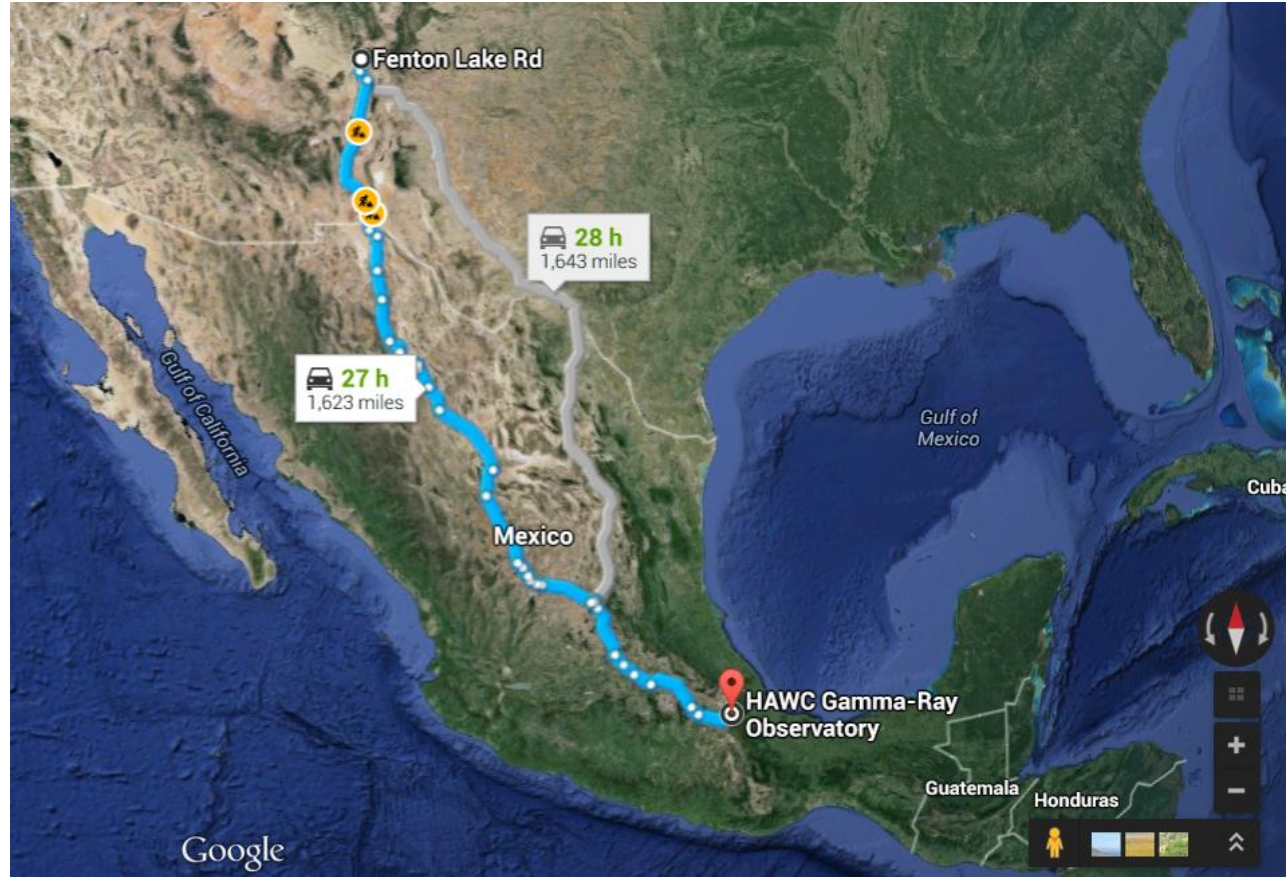 Fenton Lake Rd
28 h
1,643 miles
27 h
1,623 miles
Gulf of California
Gulf of
Mexico
Cuba
Mexico
HAWC Gamma-Ray
Observatory
Guatemala
Honduras
Google